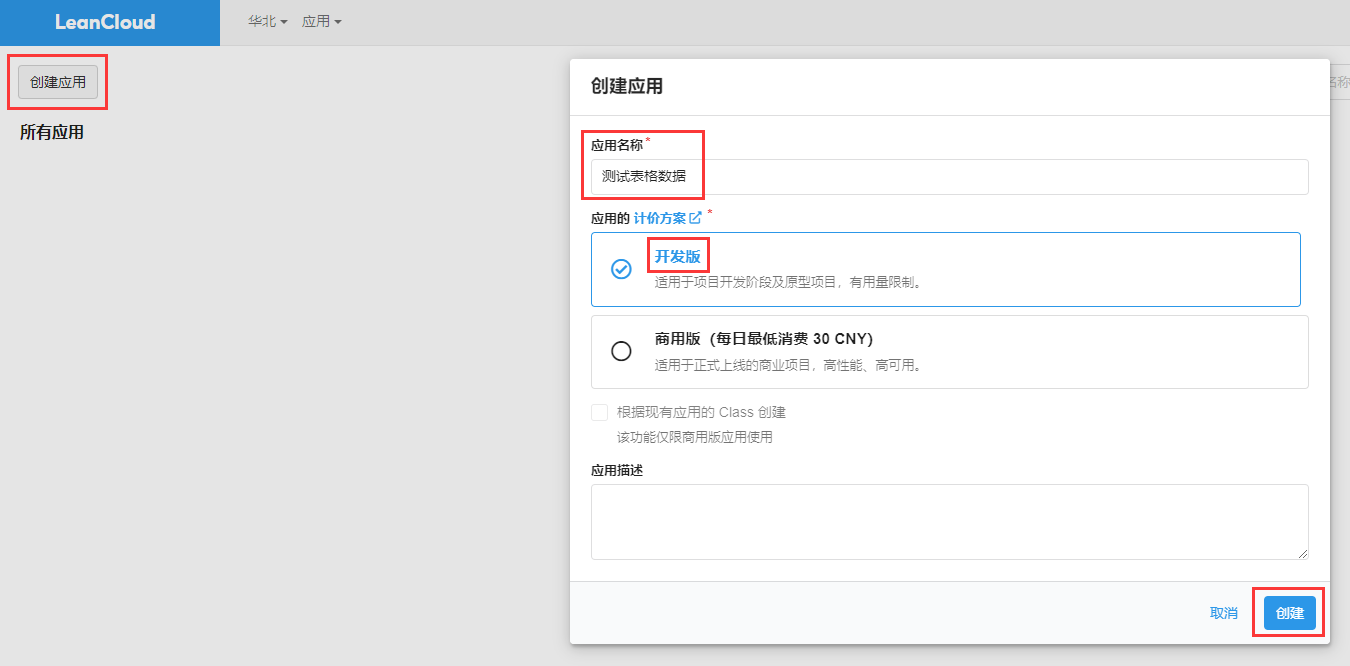 LeanCloud
华北
应用
创建应用
所有应用
名称
创建应用
应用名称*
测试表格数据
应用的 计价方案 *
开发版
适用于项目开发阶段及原型项目，有用量限制。
商用版（每日最低消费 30 CNY）
适用于正式上线的商业项目，高性能、高可用。
根据现有应用的 Class 创建
该功能仅限商用版应用使用
应用描述
取消
创建